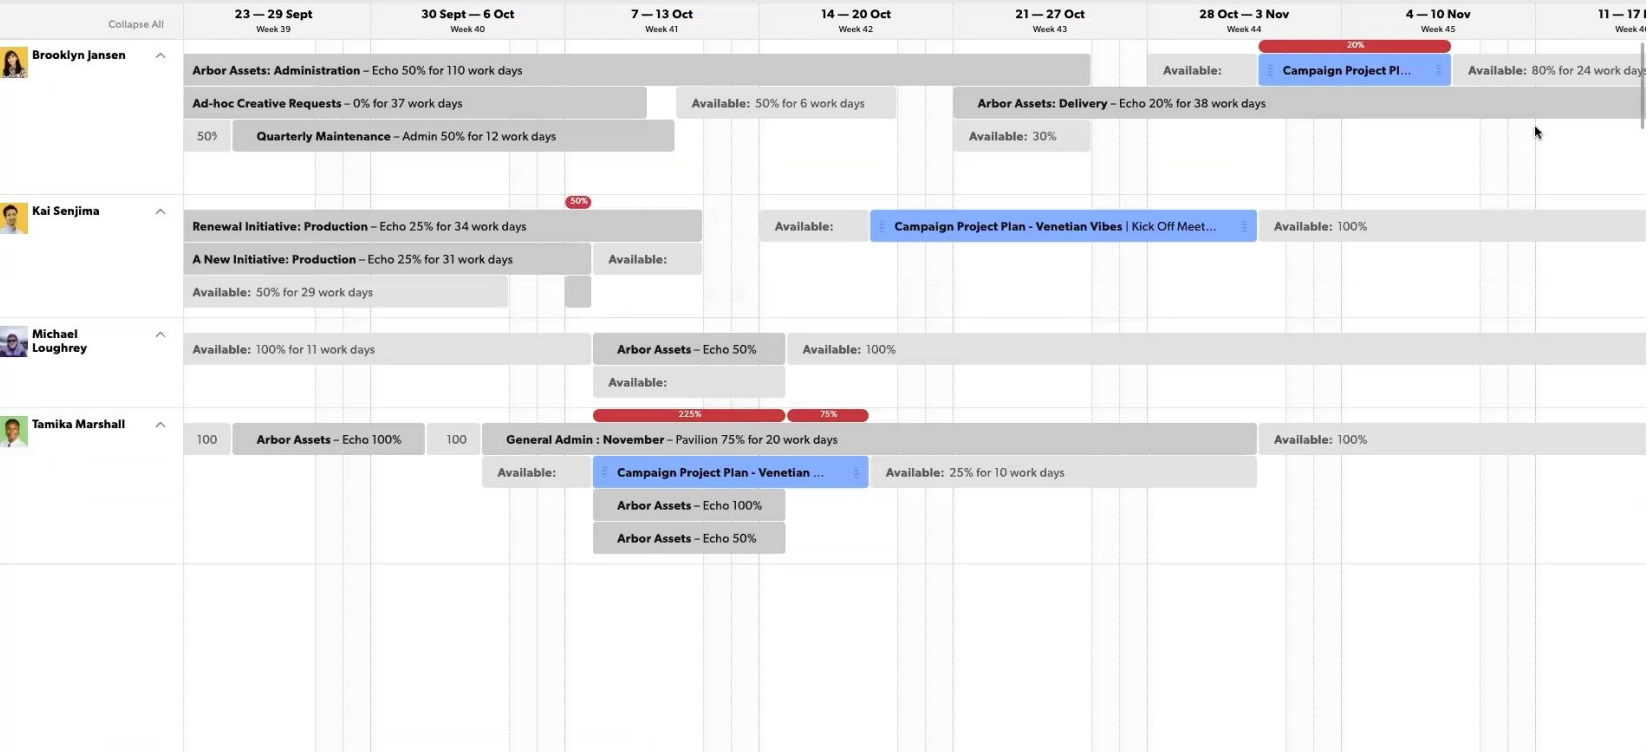 Collapse All
23 — 29 Sept
Week 39
30 Sept — 6 Oct
Week 40
7 — 13 Oct
Week 41
14 — 20 Oct
Week 42
21 — 27 Oct
Week 43
28 Oct — 3 Nov
Week 44
4 — 10 Nov
Week 45
11 — 17
Brooklyn Jansen
20%
Arbor Assets: Administration – Echo 50% for 110 work days
Available:
Campaign Project Pl...
Available: 80% for 24 work days
Ad-hoc Creative Requests – 0% for 37 work days
Available: 50% for 6 work days
Arbor Assets: Delivery – Echo 20% for 38 work days
50%
Quarterly Maintenance – Admin 50% for 12 work days
Available: 30%
Kai Senjima
50%
Renewal Initiative: Production – Echo 25% for 34 work days
Available:
Campaign Project Plan - Venetian Vibes | Kick Off Meet...
Available: 100%
A New Initiative: Production – Echo 25% for 31 work days
Available:
Available: 50% for 29 work days
Michael
Loughrey
Available: 100% for 11 work days
Arbor Assets – Echo 50%
Available: 100%
Available:
Tamika Marshall
225%
75%
100
Arbor Assets – Echo 100%
100
General Admin : November – Pavilion 75% for 20 work days
Available: 100%
Available:
Campaign Project Plan - Venetian ...
Available: 25% for 10 work days
Arbor Assets – Echo 100%
Arbor Assets – Echo 50%